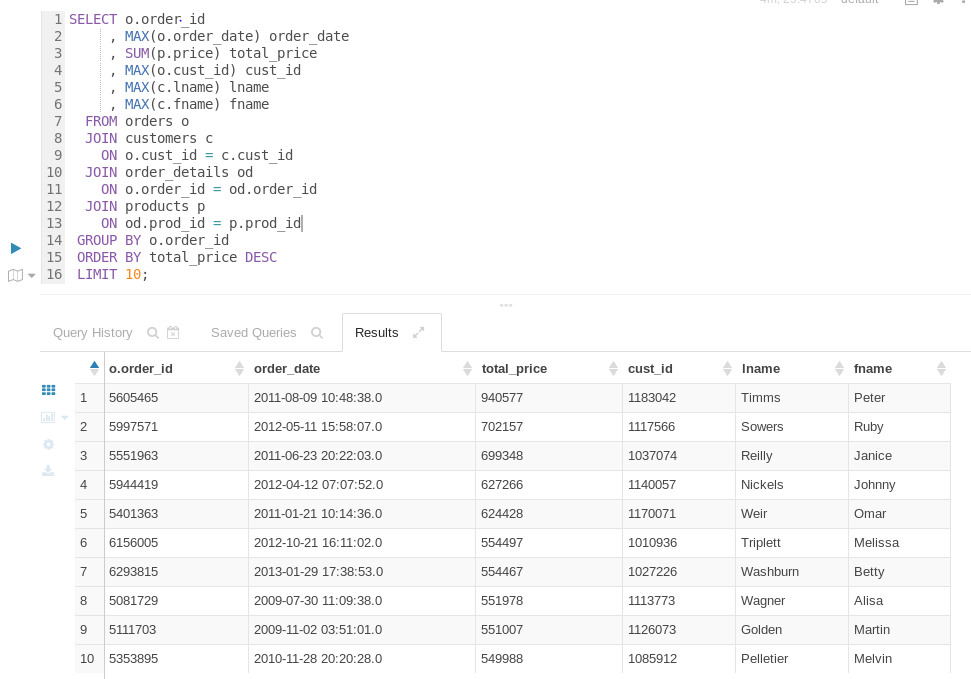 1 SELECT o.order_id
2 , MAX(o.order_date) order_date
3 , SUM(p.price) total_price
4 , MAX(o.cust_id) cust_id
5 , MAX(c.lname) lname
6 , MAX(c.fname) fname
7 FROM orders o
8 JOIN customers c
9 ON o.cust_id = c.cust_id
10 JOIN order_details od
11 ON o.order_id = od.order_id
12 JOIN products p
13 ON od.prod_id = p.prod_id
14 GROUP BY o.order_id
15 ORDER BY total_price DESC
16 LIMIT 10;
Query History Saved Queries Results
o.order_id order_date total_price cust_id lname fname
1 5605465 2011-08-09 10:48:38.0 940577 1183042 Timms Peter
2 5997571 2012-05-11 15:58:07.0 702157 1117566 Sowers Ruby
3 5551963 2011-06-23 20:22:03.0 699348 1037074 Reilly Janice
4 5944419 2012-04-12 07:07:52.0 627266 1140057 Nickels Johnny
5 5401363 2011-01-21 10:14:36.0 624428 1170071 Weir Omar
6 6156005 2012-10-21 16:11:02.0 554497 1010936 Triplett Melissa
7 6293815 2013-01-29 17:38:53.0 554467 1027226 Washburn Betty
8 5081729 2009-07-30 11:09:38.0 551978 1113773 Wagner Alisa
9 5111703 2009-11-02 03:51:01.0 551007 1126073 Golden Martin
10 5353895 2010-11-28 20:20:28.0 549988 1085912 Pelletier Melvin